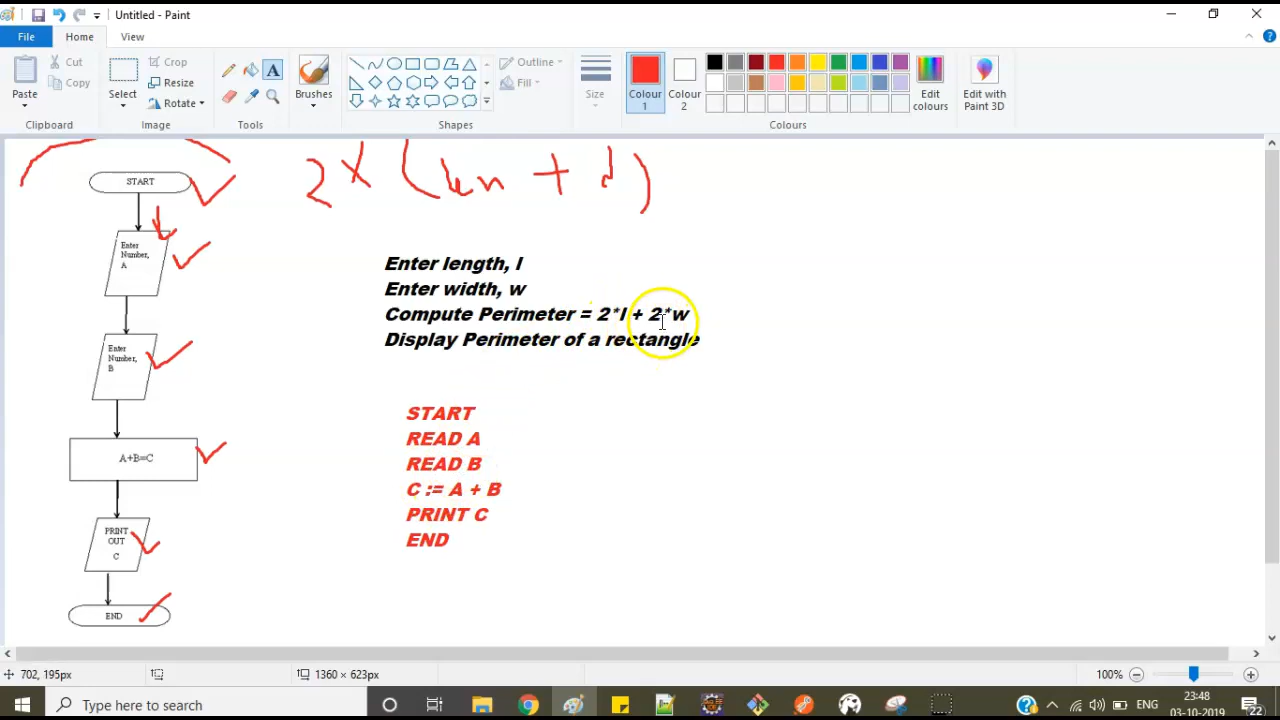 Untitled - Paint
File Home View
Paste
Cut
Copy
Clipboard
Select
Crop
Resize
Rotate
Image
Tools
Brushes
Shapes
Outline
Fill
Size
Colour 1
Colour 2
Edit colours
Edit with Paint 3D
Colours
START
Enter
Number,
A
Enter
Number,
B
A+B=C
PRINT
OUT
C
END
Enter length, l
Enter width, w
Compute Perimeter = 2*l + 2*w
Display Perimeter of a rectangle
START
READ A
READ B
C := A + B
PRINT C
END
702, 195px
1360 × 623px
100%
Type here to search
ENG
23:48
03-10-2019
22